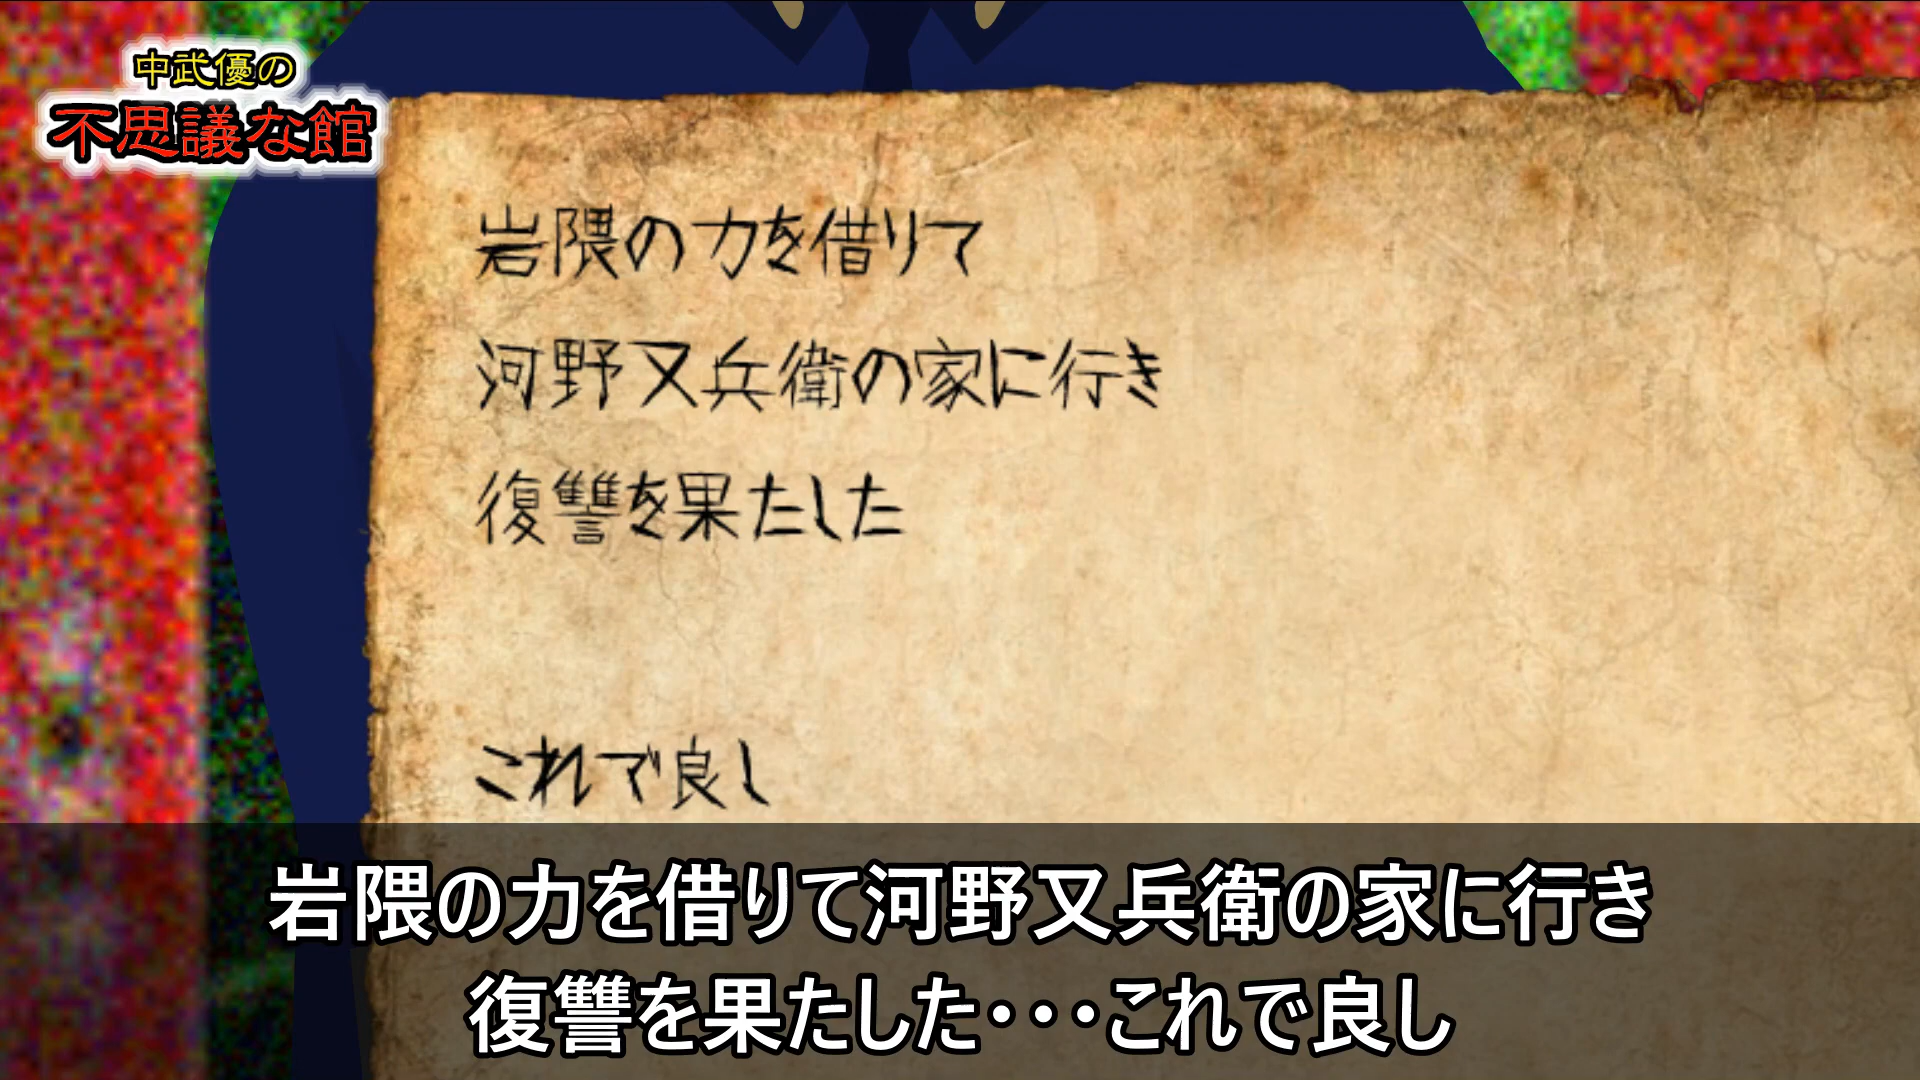 中武優の
不思議な館
岩隈の力を借りて
河野又兵衛の家に行き
復讐を果たした
これで良し
岩隈の力を借りて河野又兵衛の家に行き
復讐を果たした・・・これで良し